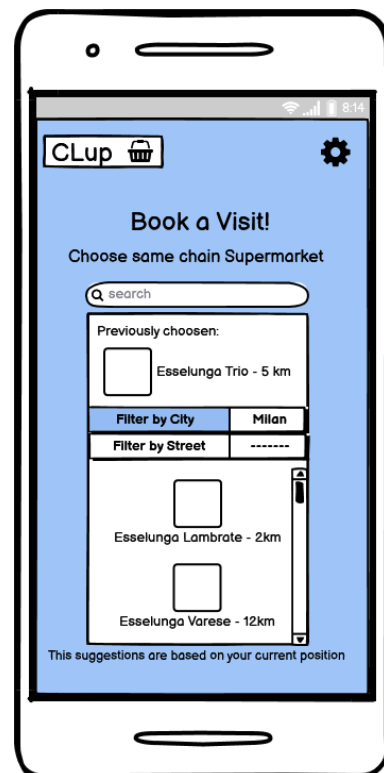 8:14
CLup
Book a Visit!
Choose same chain Supermarket
search
Previously choosen:
Esselunga Trio - 5 km
Filter by City Milan
Filter by Street -------
Esselunga Lambrate - 2km
Esselunga Varese - 12km
This suggestions are based on your current position